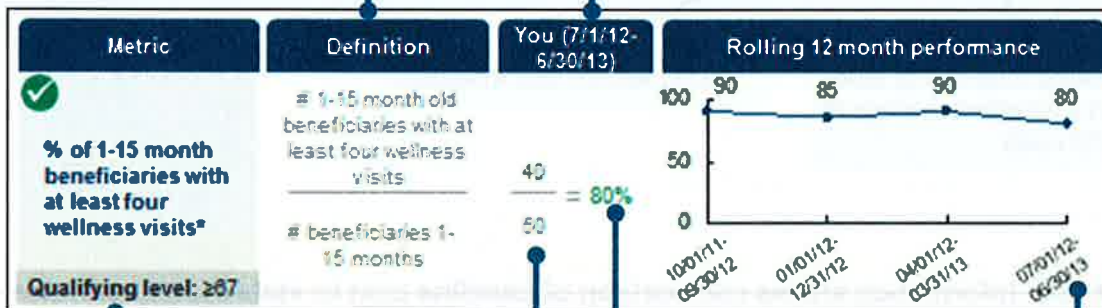 Metric
Definition
You (7/1/12-
6/30/13)
Rolling 12 month performance
% of 1-15 month
beneficiaries with
at least four
wellness visits*
Qualifying level: ≥67
# 1-15 month old
beneficiaries with at
least four wellness
visits
# beneficiaries 1-
15 months
40
= 80%
50
90
85
90
80
100
50
0
10/01/11-
09/30/12
01/01/12-
12/31/12
04/01/12-
03/31/13
07/01/12-
06/30/13